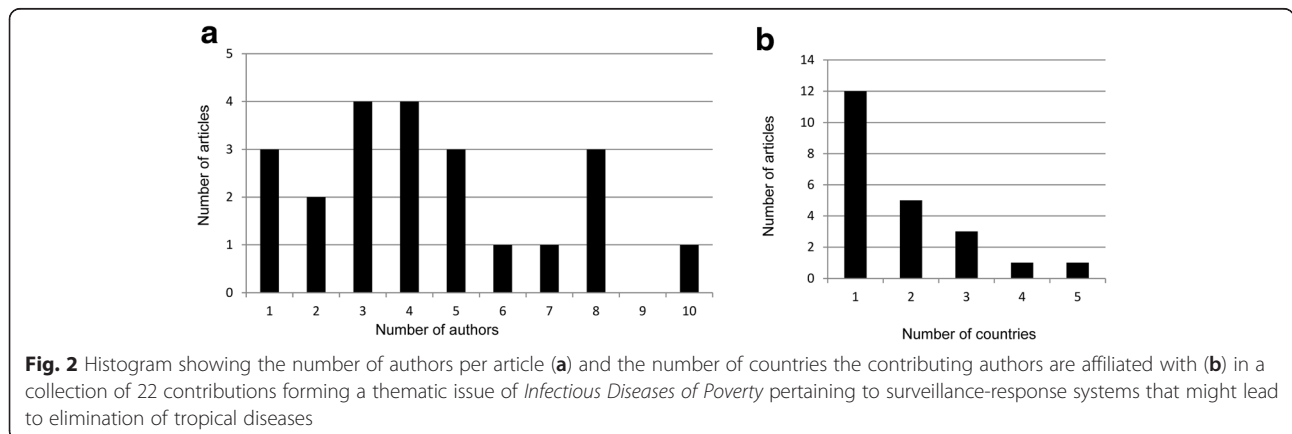 a
5
4
3
2
1
0
Number of articles
1 2 3 4 5 6 7 8 9 10
Number of authors
b
14
12
10
8
6
4
2
0
Number of articles
1 2 3 4 5
Number of countries
Fig. 2 Histogram showing the number of authors per article (a) and the number of countries the contributing authors are affiliated with (b) in a
collection of 22 contributions forming a thematic issue of Infectious Diseases of Poverty pertaining to surveillance-response systems that might lead
to elimination of tropical diseases